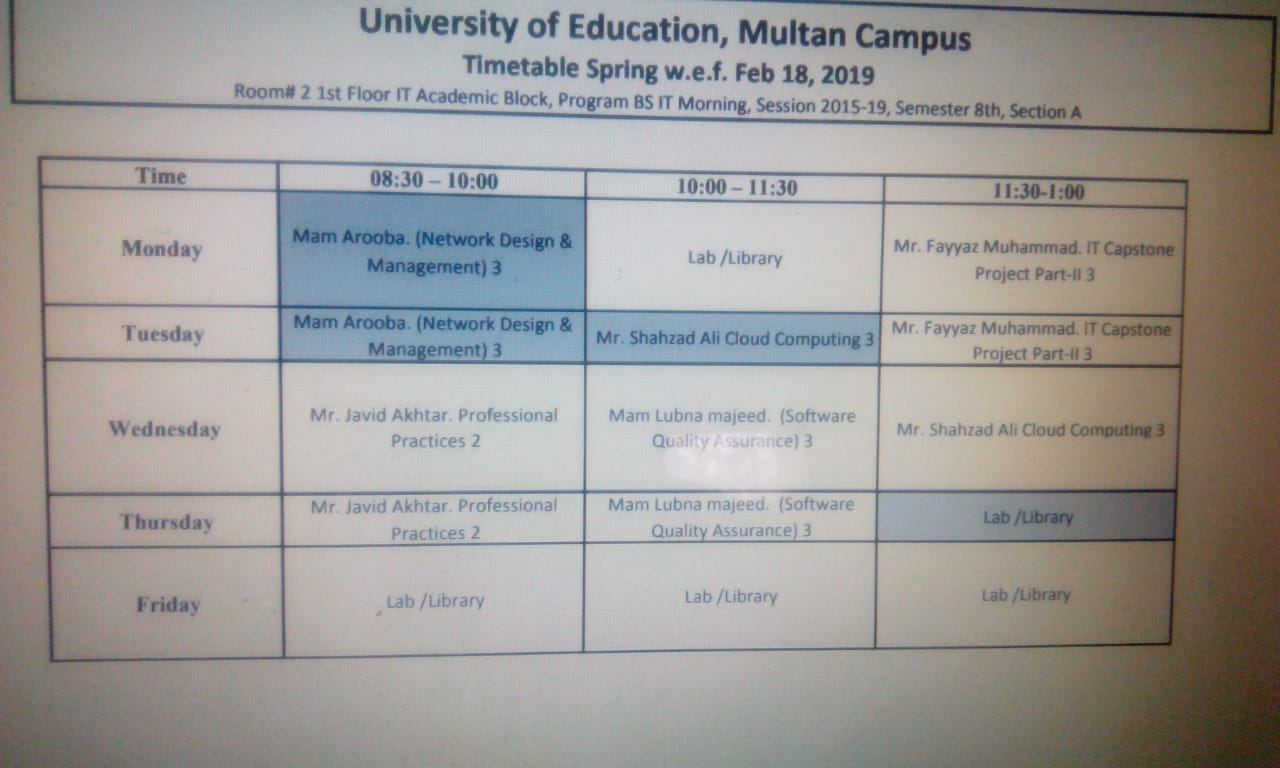 University of Education, Multan Campus
Timetable Spring w.e.f. Feb 18, 2019
Room# 2 1st Floor IT Academic Block, Program BS IT Morning, Session 2015-19, Semester 8th, Section A
Time 08:30 – 10:00 10:00 – 11:30 11:30-1:00
Monday
Mam Arooba. (Network Design &
Management) 3
Lab /Library
Mr. Fayyaz Muhammad. IT Capstone
Project Part-II 3
Tuesday
Mam Arooba. (Network Design &
Management) 3
Mr. Shahzad Ali Cloud Computing 3
Mr. Fayyaz Muhammad. IT Capstone
Project Part-II 3
Wednesday
Mr. Javid Akhtar. Professional
Practices 2
Mam Lubna majeed. (Software
Quality Assurance) 3
Mr. Shahzad Ali Cloud Computing 3
Thursday
Mr. Javid Akhtar. Professional
Practices 2
Mam Lubna majeed. (Software
Quality Assurance) 3
Lab /Library
Friday
Lab /Library
Lab /Library
Lab /Library